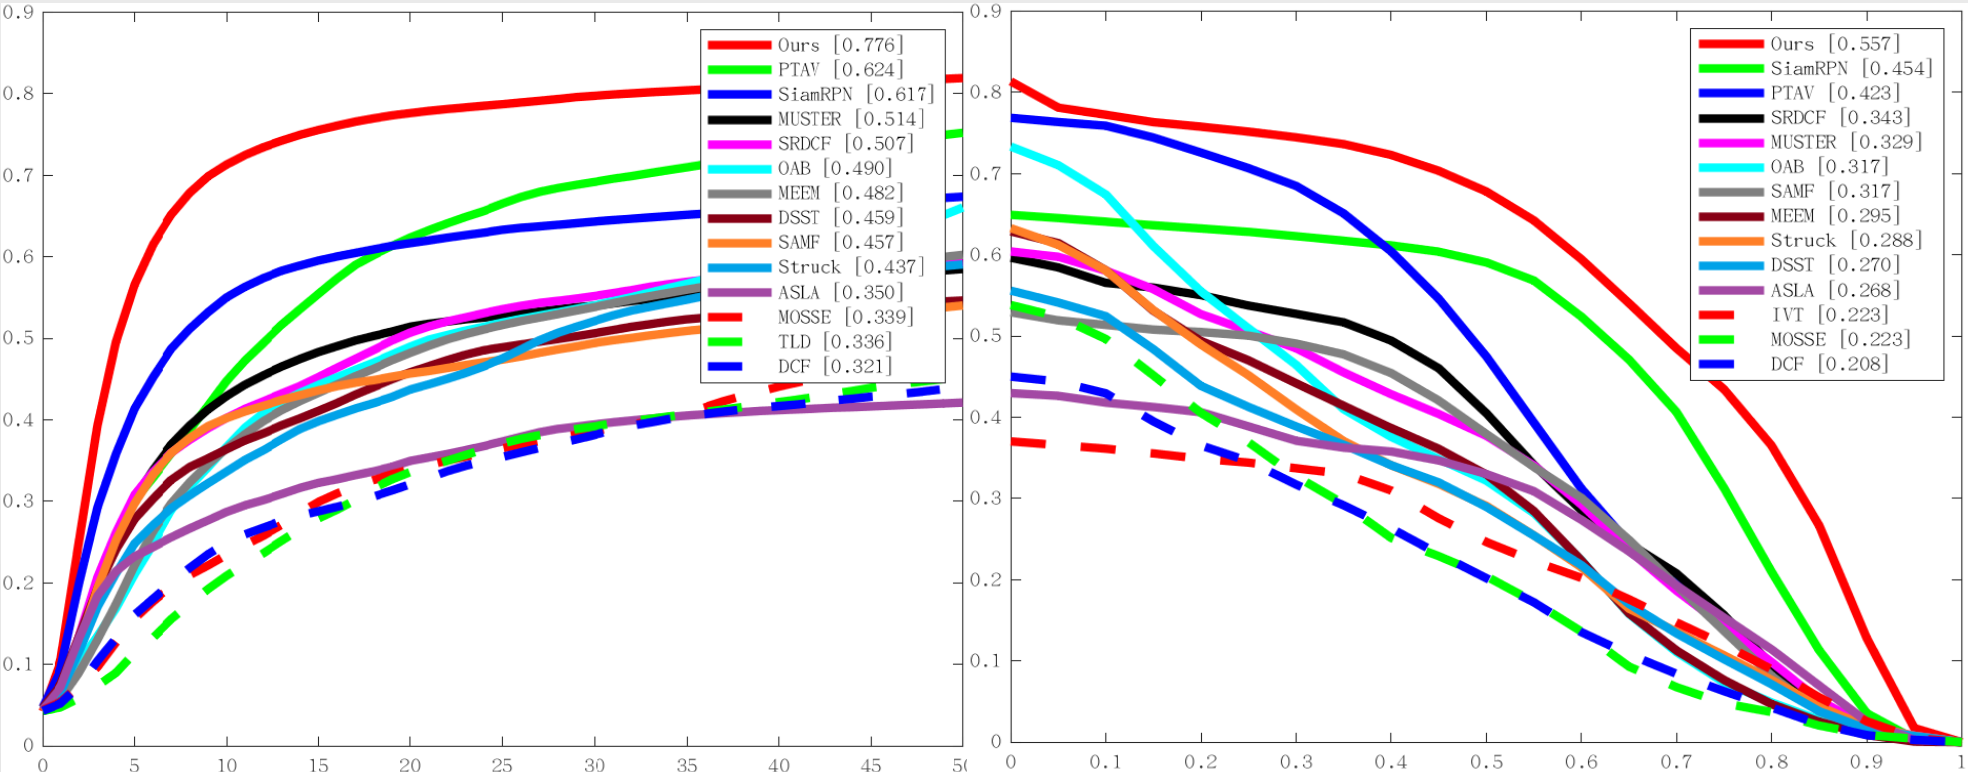 0.9
0.8
0.7
0.6
0.5
0.4
0.3
0.2
0.1
0
0 5 10 15 20 25 30 35 40 45 50
Ours [0.776]
PTAV [0.624]
SiamRPN [0.617]
MUSTER [0.514]
SRDCF [0.507]
OAB [0.490]
MEEM [0.482]
DSST [0.459]
SAMF [0.457]
Struck [0.437]
ASLA [0.350]
MOSSE [0.339]
TLD [0.336]
DCF [0.321]
0.9
0.8
0.7
0.6
0.5
0.4
0.3
0.2
0.1
0
0 0.1 0.2 0.3 0.4 0.5 0.6 0.7 0.8 0.9 1
Ours [0.557]
SiamRPN [0.454]
PTAV [0.423]
SRDCF [0.343]
MUSTER [0.329]
OAB [0.317]
SAMF [0.317]
MEEM [0.295]
Struck [0.288]
DSST [0.270]
ASLA [0.268]
IVT [0.223]
MOSSE [0.223]
DCF [0.208]